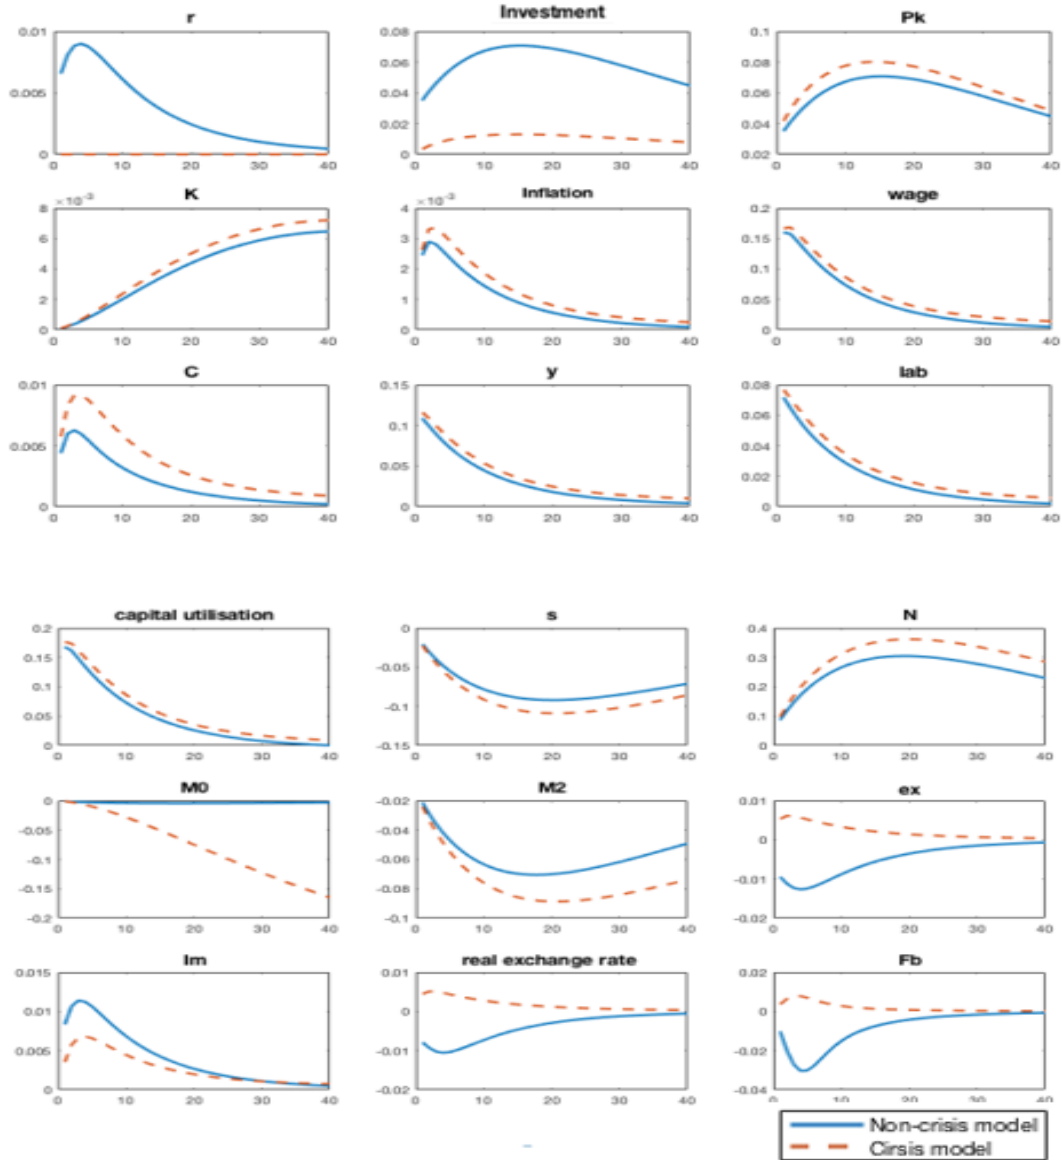 r Investment Pk
0.01 0.08 0.1
0.06 0.08
0.005 0.04 0.06
0.02 0.04
0 0 0.02
0 10 20 30 40 0 10 20 30 40 0 10 20 30 40
K Inflation wage
×10⁻³ ×10⁻³
8 4 0.2
6 3 0.15
4 2 0.1
2 1 0.05
0 0 0
0 10 20 30 40 0 10 20 30 40 0 10 20 30 40
C y lab
0.01 0.15 0.08
0.06
0.1
0.005 0.04
0.05
0.02
0 0 0
0 10 20 30 40 0 10 20 30 40 0 10 20 30 40
capital utilisation s N
0.2 0 0.4
0.15 -0.05 0.3
0.1 0.2
0.05 -0.1 0.1
0 -0.15 0
0 10 20 30 40 0 10 20 30 40 0 10 20 30 40
M0 M2 ex
0 -0.02 0.01
-0.05 -0.04 0
-0.1 -0.06
-0.15 -0.08 -0.01
-0.2 -0.1 -0.02
0 10 20 30 40 0 10 20 30 40 0 10 20 30 40
Im real exchange rate Fb
0.015 0.01 0.02
0.01 0 0
0.005 -0.01 -0.02
0 -0.02 -0.04
0 10 20 30 40 0 10 20 30 40 0 10 20 30 40
Non-crisis model
Cirsis model